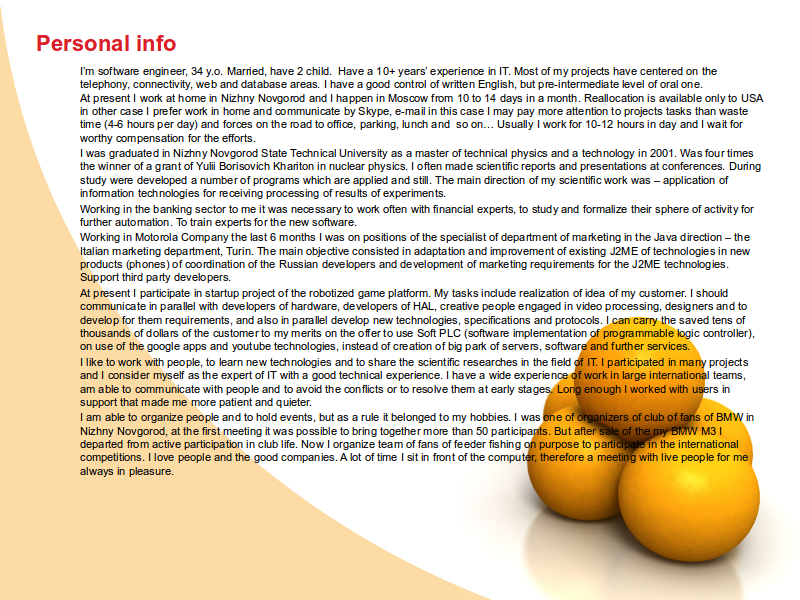 Personal info
I'm software engineer, 34 y.o. Married, have 2 child.  Have a 10+ years' experience in IT. Most of my projects have centered on the
telephony, connectivity, web and database areas. I have a good control of written English, but pre-intermediate level of oral one.
At present I work at home in Nizhny Novgorod and I happen in Moscow from 10 to 14 days in a month. Reallocation is available only to USA
in other case I prefer work in home and communicate by Skype, e-mail in this case I may pay more attention to projects tasks than waste
time (4-6 hours per day) and forces on the road to office, parking, lunch and  so on… Usually I work for 10-12 hours in day and I wait for
worthy compensation for the efforts.
I was graduated in Nizhny Novgorod State Technical University as a master of technical physics and a technology in 2001. Was four times
the winner of a grant of Yulii Borisovich Khariton in nuclear physics. I often made scientific reports and presentations at conferences. During
study were developed a number of programs which are applied and still. The main direction of my scientific work was – application of
information technologies for receiving processing of results of experiments.
Working in the banking sector to me it was necessary to work often with financial experts, to study and formalize their sphere of activity for
further automation. To train experts for the new software.
Working in Motorola Company the last 6 months I was on positions of the specialist of department of marketing in the Java direction – the
Italian marketing department, Turin. The main objective consisted in adaptation and improvement of existing J2ME of technologies in new
products (phones) of coordination of the Russian developers and development of marketing requirements for the J2ME technologies.
Support third party developers.
At present I participate in startup project of the robotized game platform. My tasks include realization of idea of my customer. I should
communicate in parallel with developers of hardware, developers of HAL, creative people engaged in video processing, designers and to
develop for them requirements, and also in parallel develop new technologies, specifications and protocols. I can carry the saved tens of
thousands of dollars of the customer to my merits on the offer to use Soft PLC (software implementation of programmable logic controller),
on use of the google apps and youtube technologies, instead of creation of big park of servers, software and further services.
I like to work with people, to learn new technologies and to share the scientific researches in the field of IT. I participated in many projects
and I consider myself as the expert of IT with a good technical experience. I have a wide experience of work in large international teams,
am able to communicate with people and to avoid the conflicts or to resolve them at early stages. Long enough I worked with users in
support that made me more patient and quieter.
I am able to organize people and to hold events, but as a rule it belonged to my hobbies. I was one of organizers of club of fans of BMW in
Nizhny Novgorod, at the first meeting it was possible to bring together more than 50 participants. But after sale of the my BMW M3 I
departed from active participation in club life. Now I organize team of fans of feeder fishing on purpose to participate in the international
competitions. I love people and the good companies. A lot of time I sit in front of the computer, therefore a meeting with live people for me
always in pleasure.